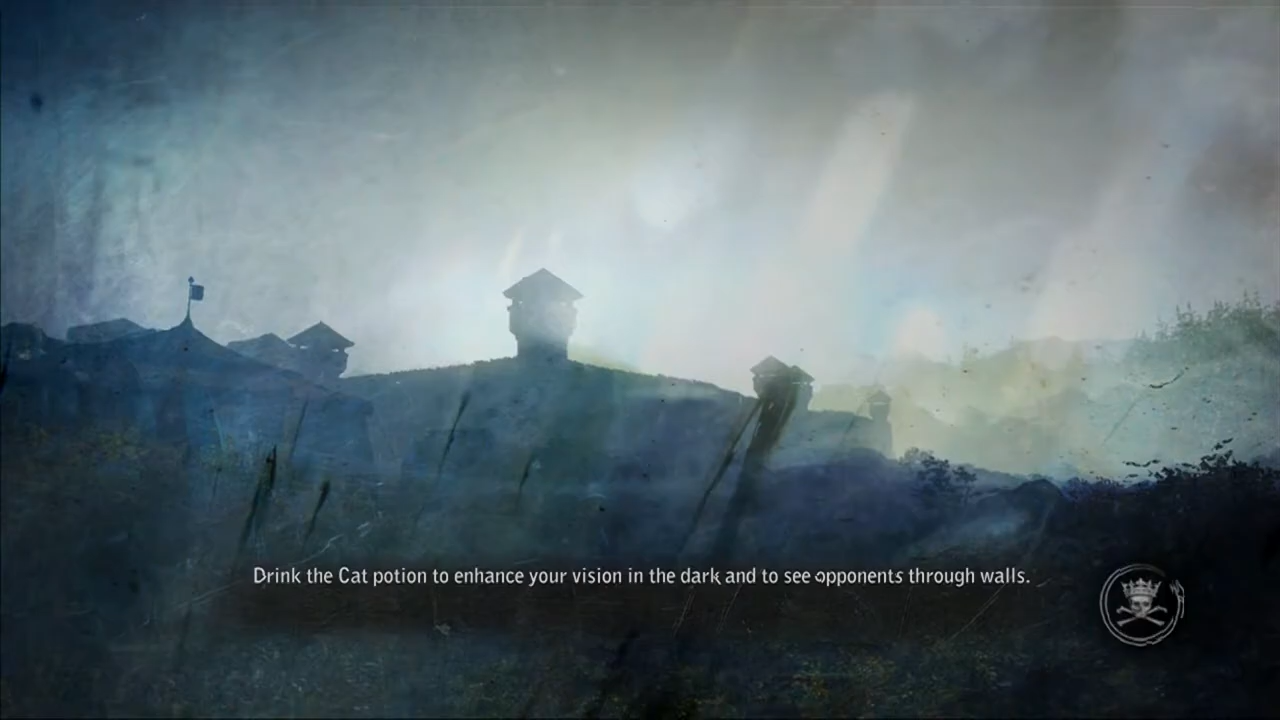 Drink the Cat potion to enhance your vision in the dark and to see opponents through walls.